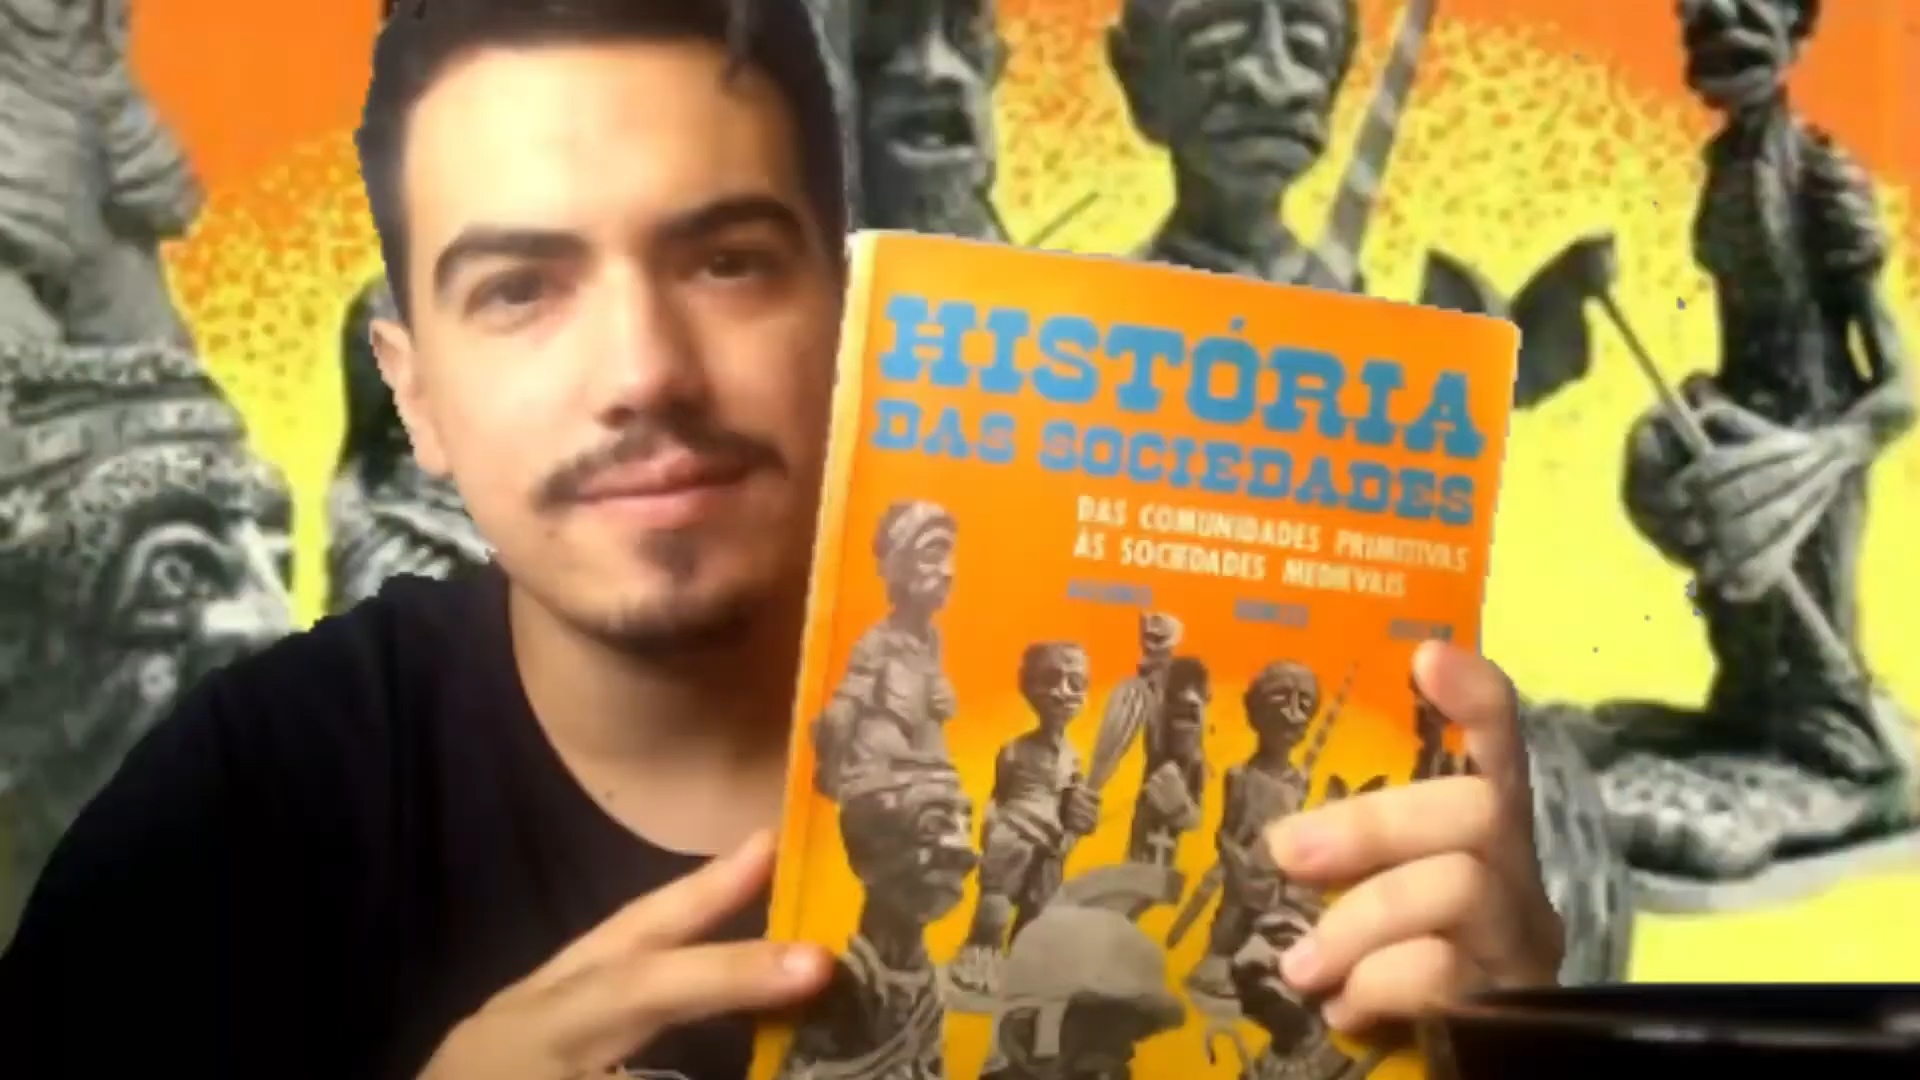 HISTÓRIA
DAS SOCIEDADES
DAS COMUNIDADES PRIMITIVAS
ÀS SOCIEDADES MEDIEVAIS